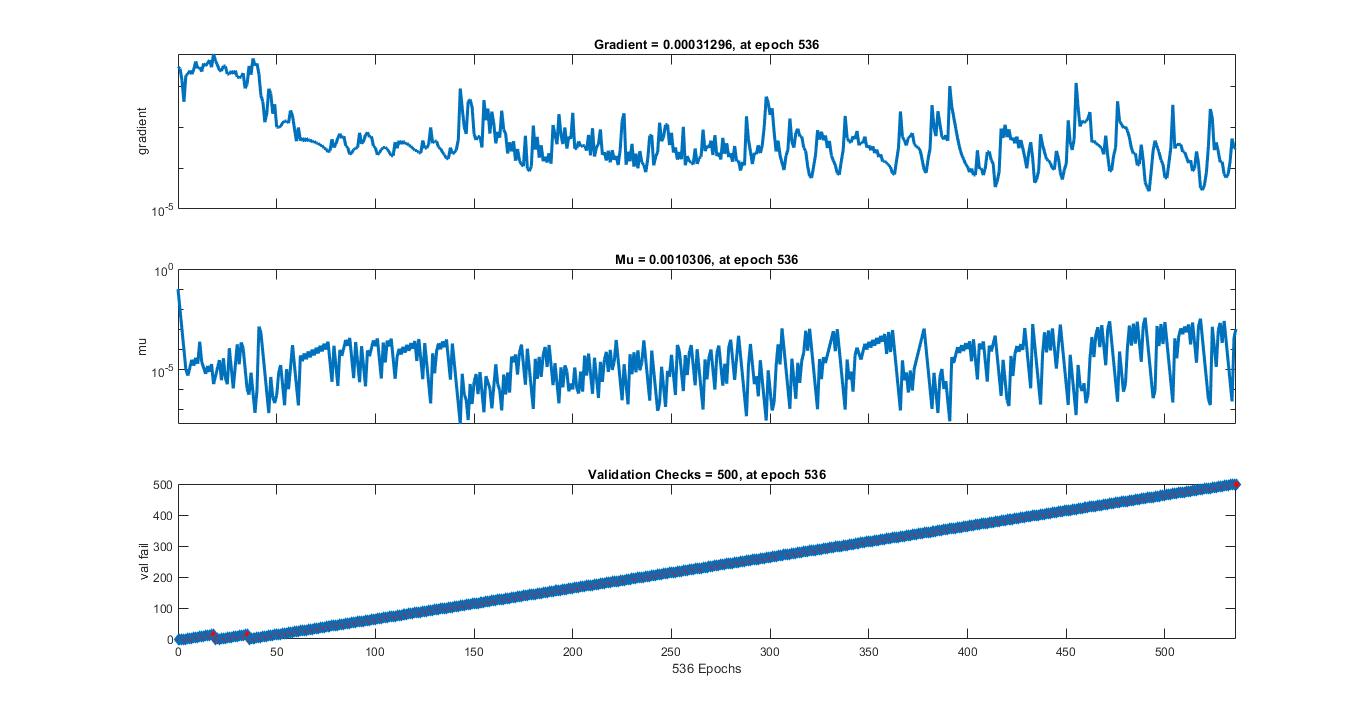 Gradient = 0.00031296, at epoch 536
gradient
10^-5
Mu = 0.0010306, at epoch 536
10^0
mu
10^-5
Validation Checks = 500, at epoch 536
500
400
300
val fail
200
100
0
0 50 100 150 200 250 300 350 400 450 500
536 Epochs